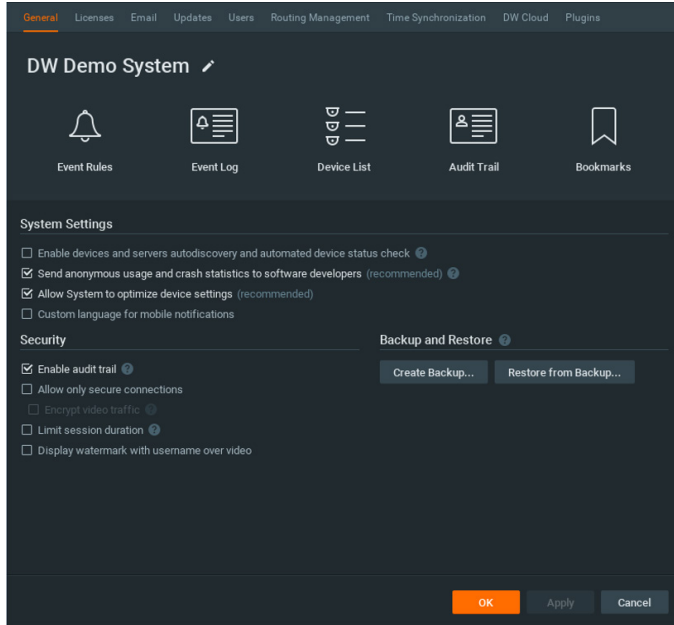 General Licenses Email Updates Users Routing Management Time Synchronization DW Cloud Plugins
DW Demo System
Event Rules Event Log Device List Audit Trail Bookmarks
System Settings
Enable devices and servers autodiscovery and automated device status check ?
Send anonymous usage and crash statistics to software developers (recommended) ?
Allow System to optimize device settings (recommended)
Custom language for mobile notifications
Security
Enable audit trail ?
Allow only secure connections
Encrypt video traffic ?
Limit session duration ?
Display watermark with username over video
Backup and Restore ?
Create Backup... Restore from Backup...
OK Apply Cancel